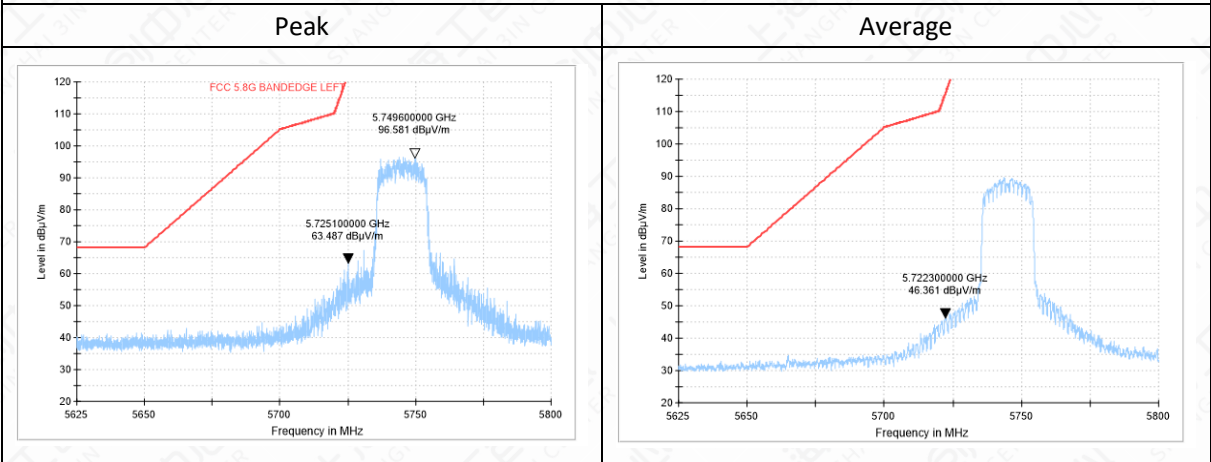 Peak
Average
FCC 5.8G BANDEDGE LEFT
5.749600000 GHz
96.581 dBµV/m
5.725100000 GHz
63.487 dBµV/m
Level in dBµV/m
120
110
100
90
80
70
60
50
40
30
20
5625
5650
5700
5750
5800
Frequency in MHz
5.722300000 GHz
46.361 dBµV/m
Level in dBµV/m
120
110
100
90
80
70
60
50
40
30
20
5625
5650
5700
5750
5800
Frequency in MHz